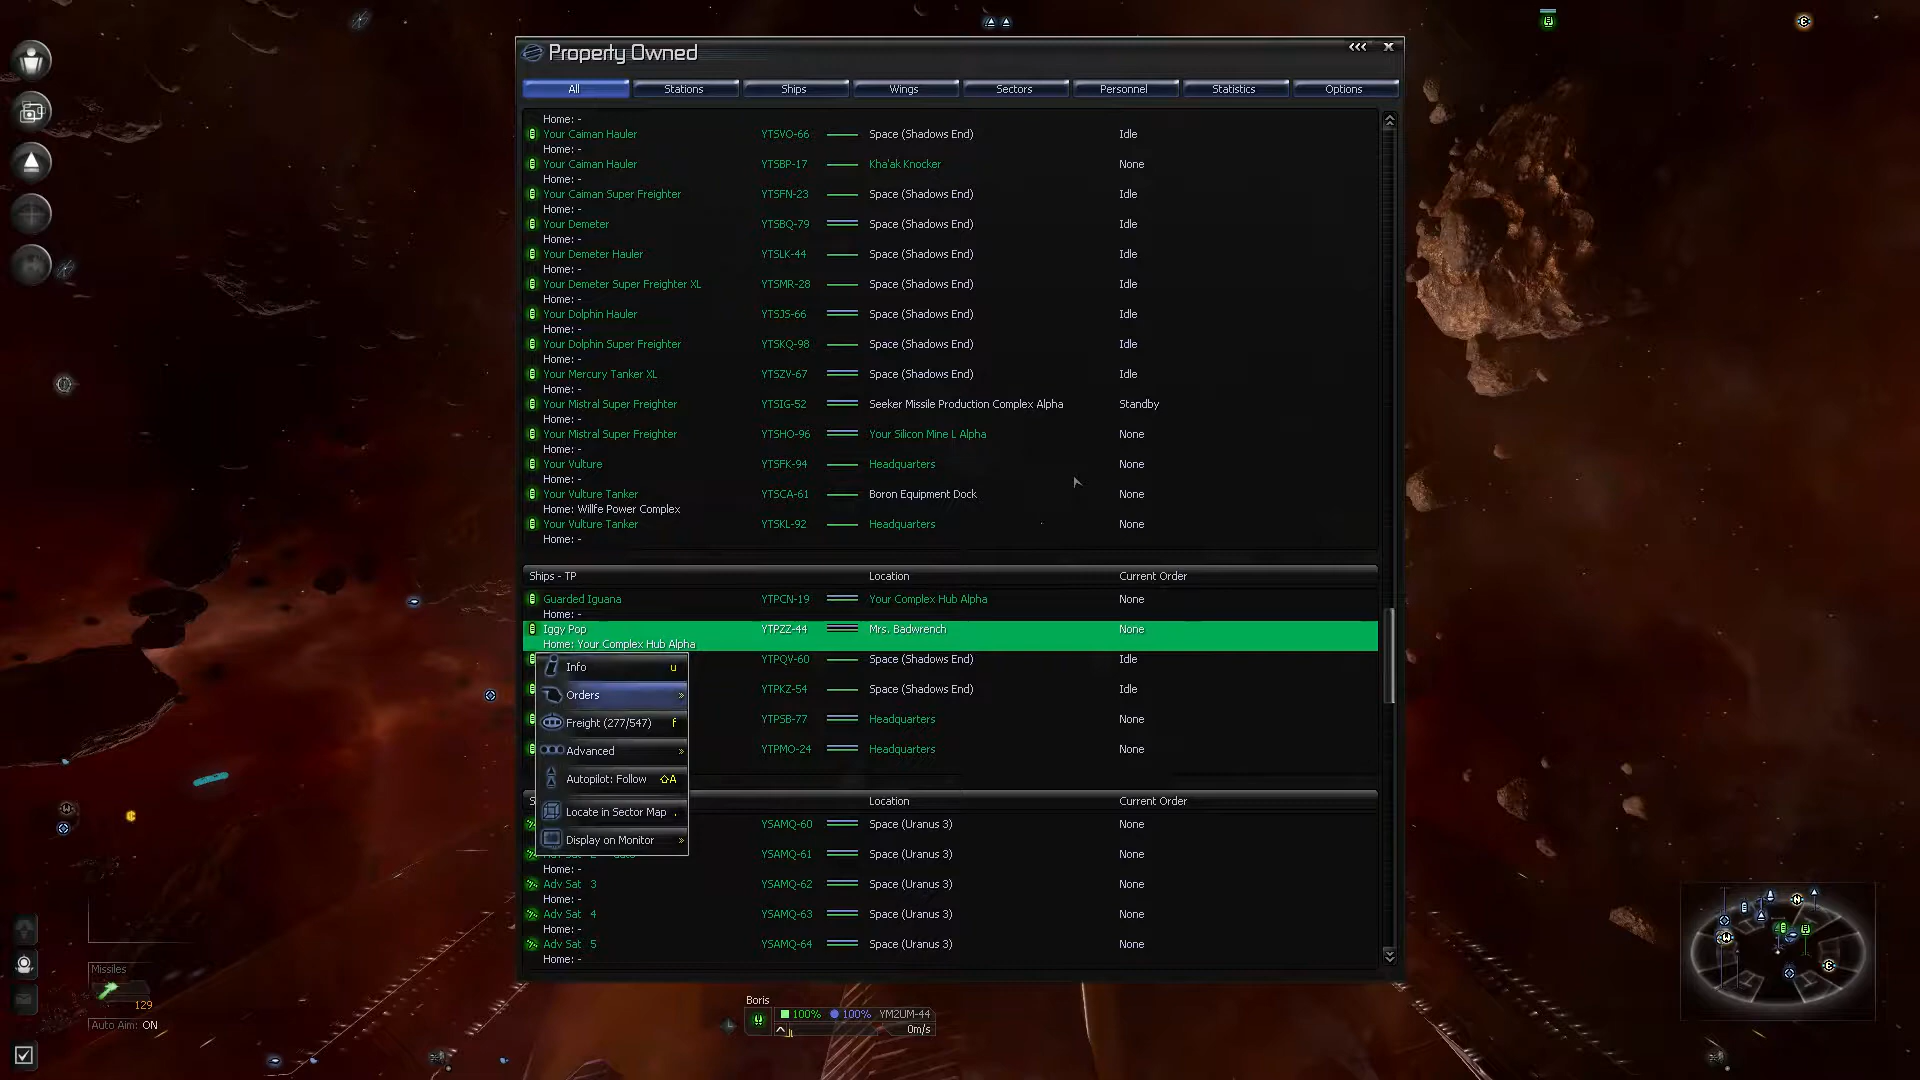 Property Owned
All Stations Ships Wings Sectors Personnel Statistics Options
Home: -
Your Caiman Hauler YTSVO-66 Space (Shadows End) Idle
Home: -
Your Caiman Hauler YTSBP-17 Kha'ak Knocker None
Home: -
Your Caiman Super Freighter YTSFN-23 Space (Shadows End) Idle
Home: -
Your Demeter YTSBQ-79 Space (Shadows End) Idle
Home: -
Your Demeter Hauler YTSLK-44 Space (Shadows End) Idle
Home: -
Your Demeter Super Freighter XL YTSMR-28 Space (Shadows End) Idle
Home: -
Your Dolphin Hauler YTSJS-66 Space (Shadows End) Idle
Home: -
Your Dolphin Super Freighter YTSKQ-98 Space (Shadows End) Idle
Home: -
Your Mercury Tanker XL YTSZV-67 Space (Shadows End) Idle
Home: -
Your Mistral Super Freighter YTSIG-52 Seeker Missile Production Complex Alpha Standby
Home: -
Your Mistral Super Freighter YTSHO-96 Your Silicon Mine L Alpha None
Home: -
Your Vulture YTSFK-94 Headquarters None
Home: -
Your Vulture Tanker YTSCA-61 Boron Equipment Dock None
Home: Willfe Power Complex
Your Vulture Tanker YTSKL-92 Headquarters None
Home: -
Ships - TP Location Current Order
Guarded Iguana YTPCN-19 Your Complex Hub Alpha None
Home: -
Iggy Pop YTPZZ-44 Mrs. Badwrench None
Home: Your Complex Hub Alpha
YTPQV-60 Space (Shadows End) Idle
Info u
YTPKZ-54 Space (Shadows End) Idle
Orders »
YTPSB-77 Headquarters None
Freight (277/547) f
YTPMO-24 Headquarters None
Advanced »
Autopilot: Follow A
Location Current Order
Locate in Sector Map .
YSAMQ-60 Space (Uranus 3) None
Display on Monitor »
YSAMQ-61 Space (Uranus 3) None
Home: -
Adv Sat 3 YSAMQ-62 Space (Uranus 3) None
Home: -
Adv Sat 4 YSAMQ-63 Space (Uranus 3) None
Home: -
Adv Sat 5 YSAMQ-64 Space (Uranus 3) None
Home: -
Missiles
129
Auto Aim: ON
Boris
100% 100% YM2UM-44
0m/s